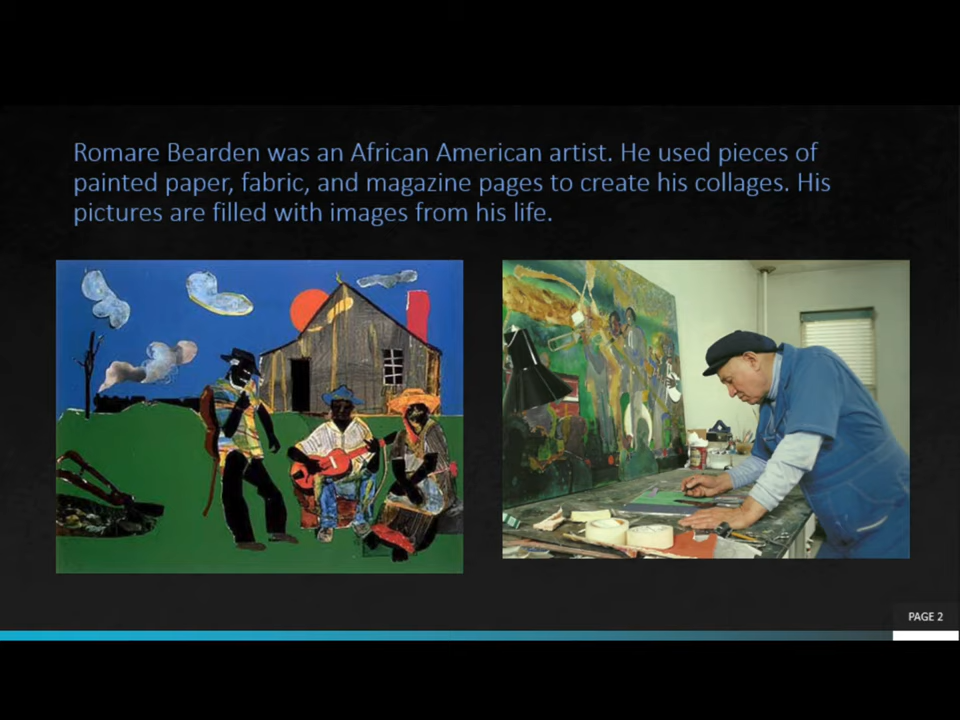 Romare Bearden was an African American artist. He used pieces of
painted paper, fabric, and magazine pages to create his collages. His
pictures are filled with images from his life.
PAGE 2